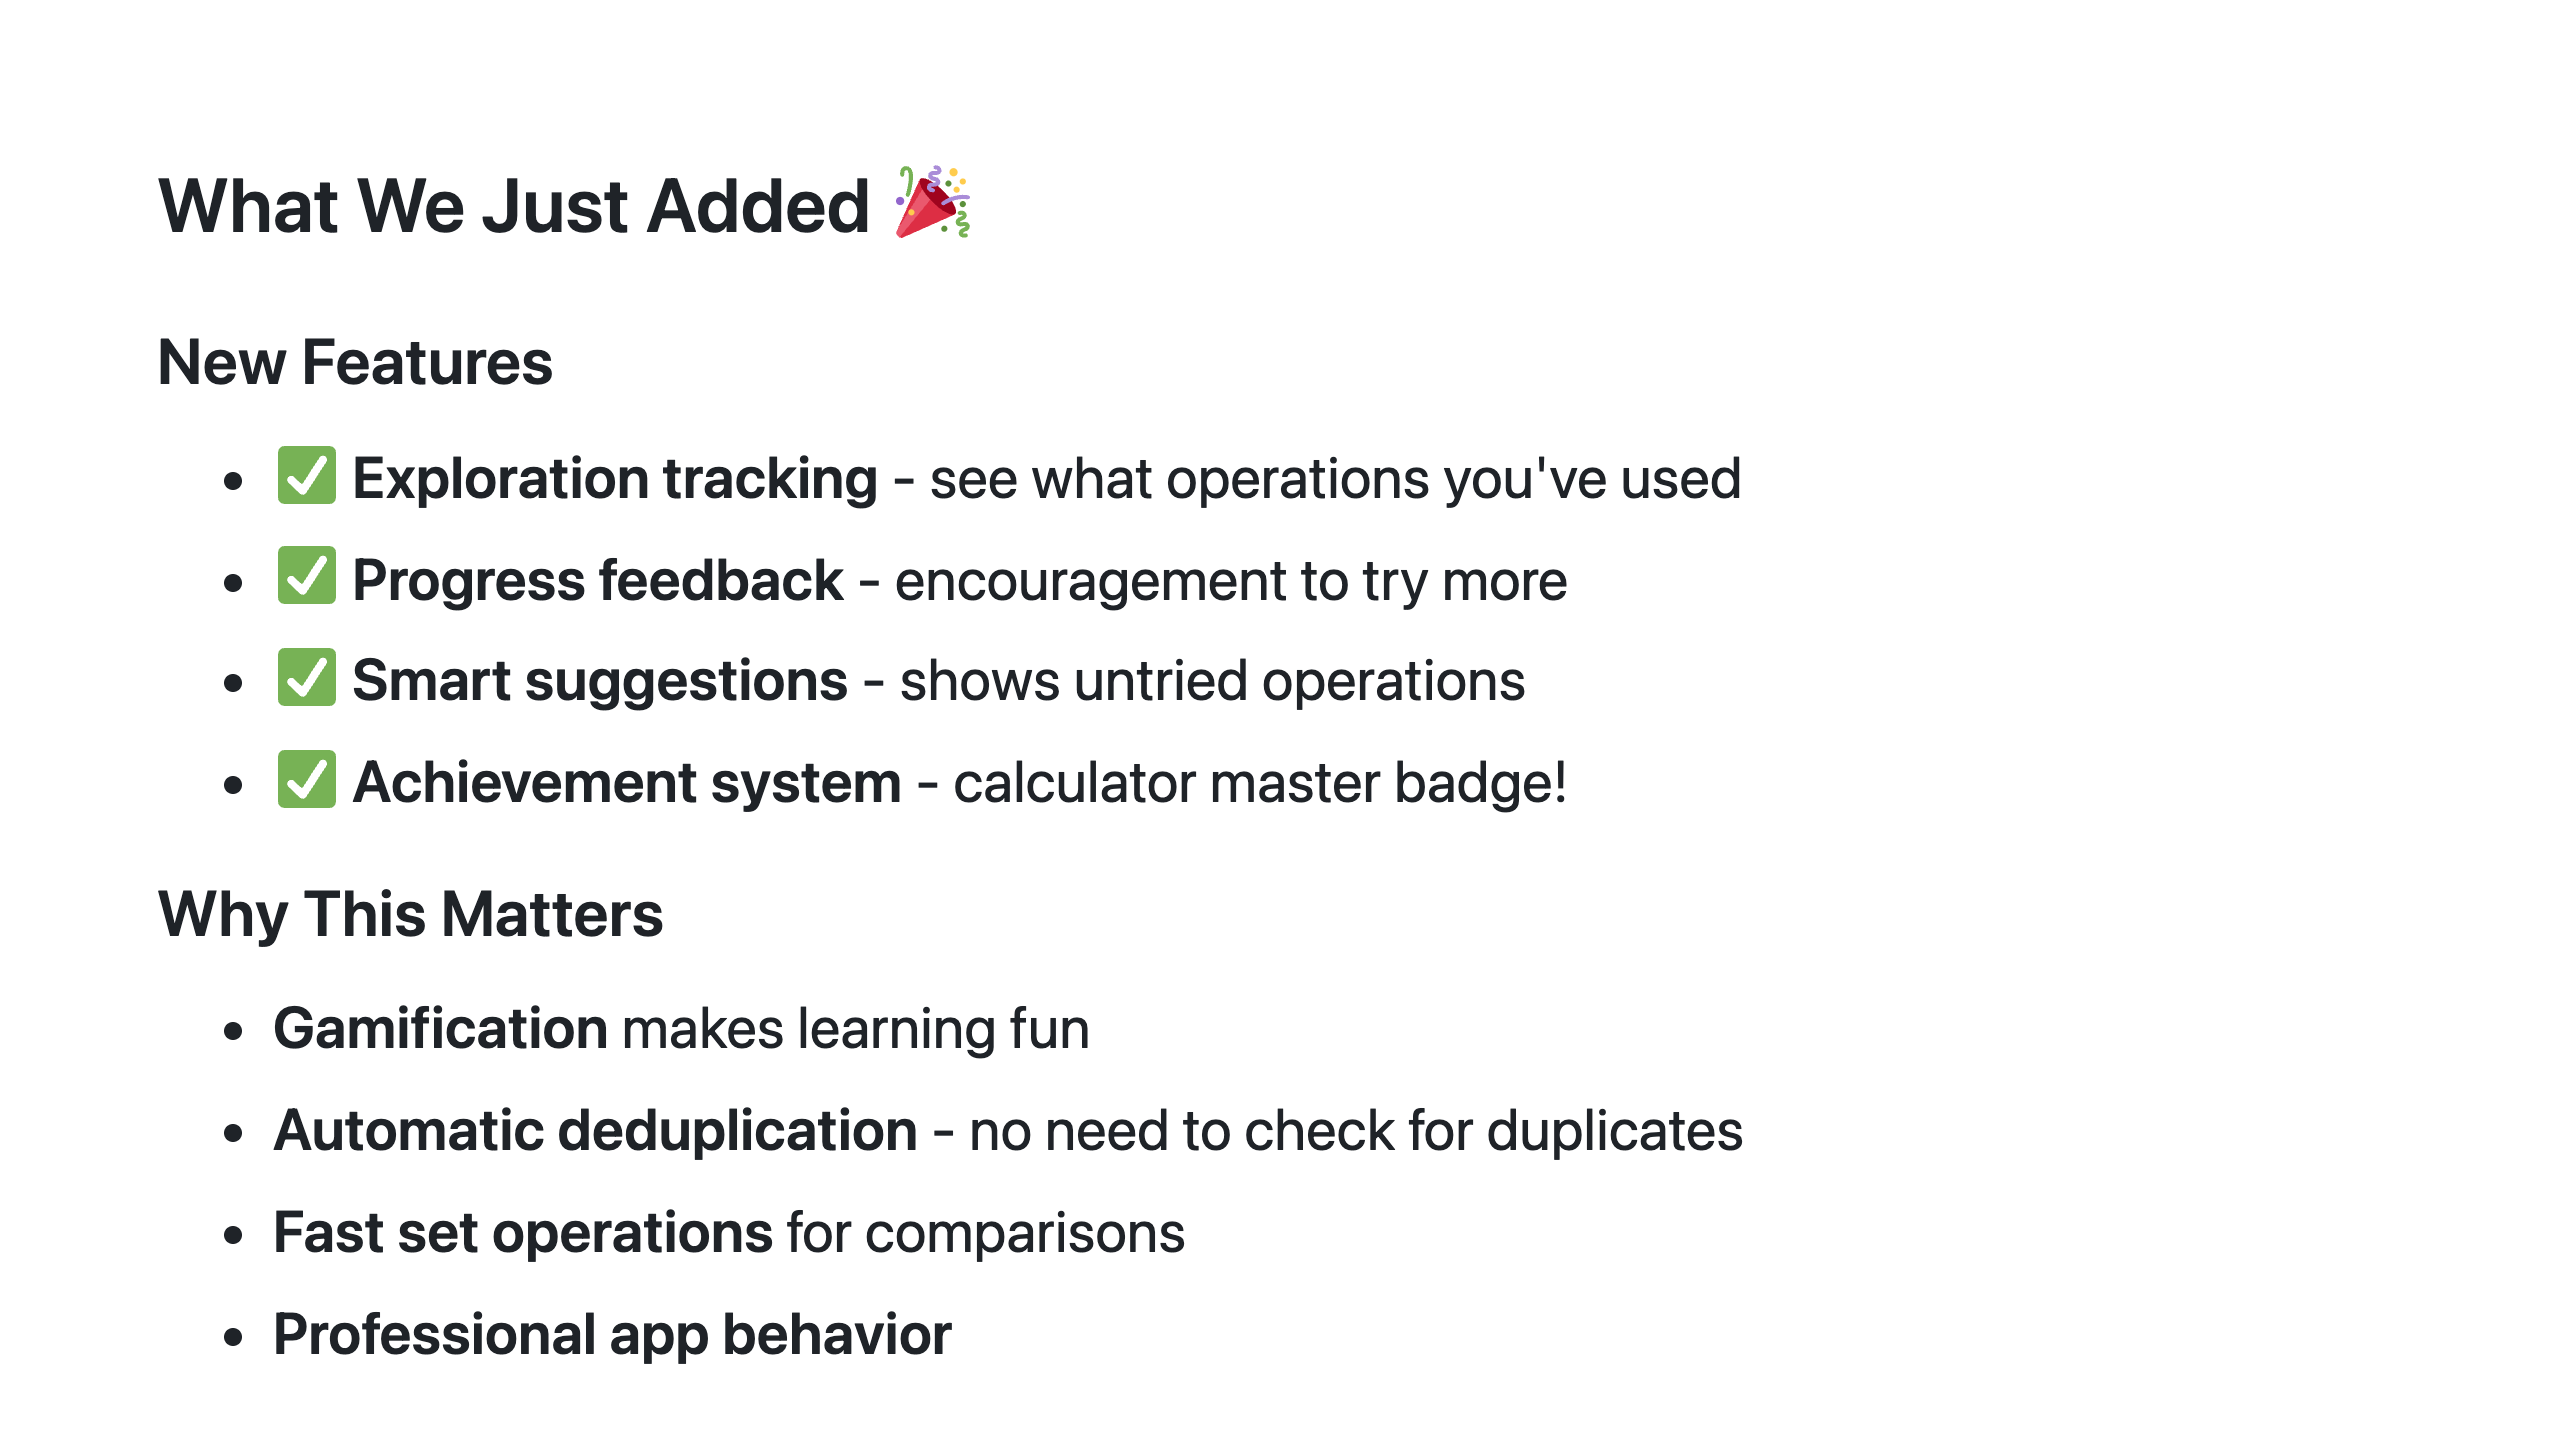 What We Just Added 🎉
New Features
• ✅ Exploration tracking - see what operations you've used
• ✅ Progress feedback - encouragement to try more
• ✅ Smart suggestions - shows untried operations
• ✅ Achievement system - calculator master badge!
Why This Matters
• Gamification makes learning fun
• Automatic deduplication - no need to check for duplicates
• Fast set operations for comparisons
• Professional app behavior